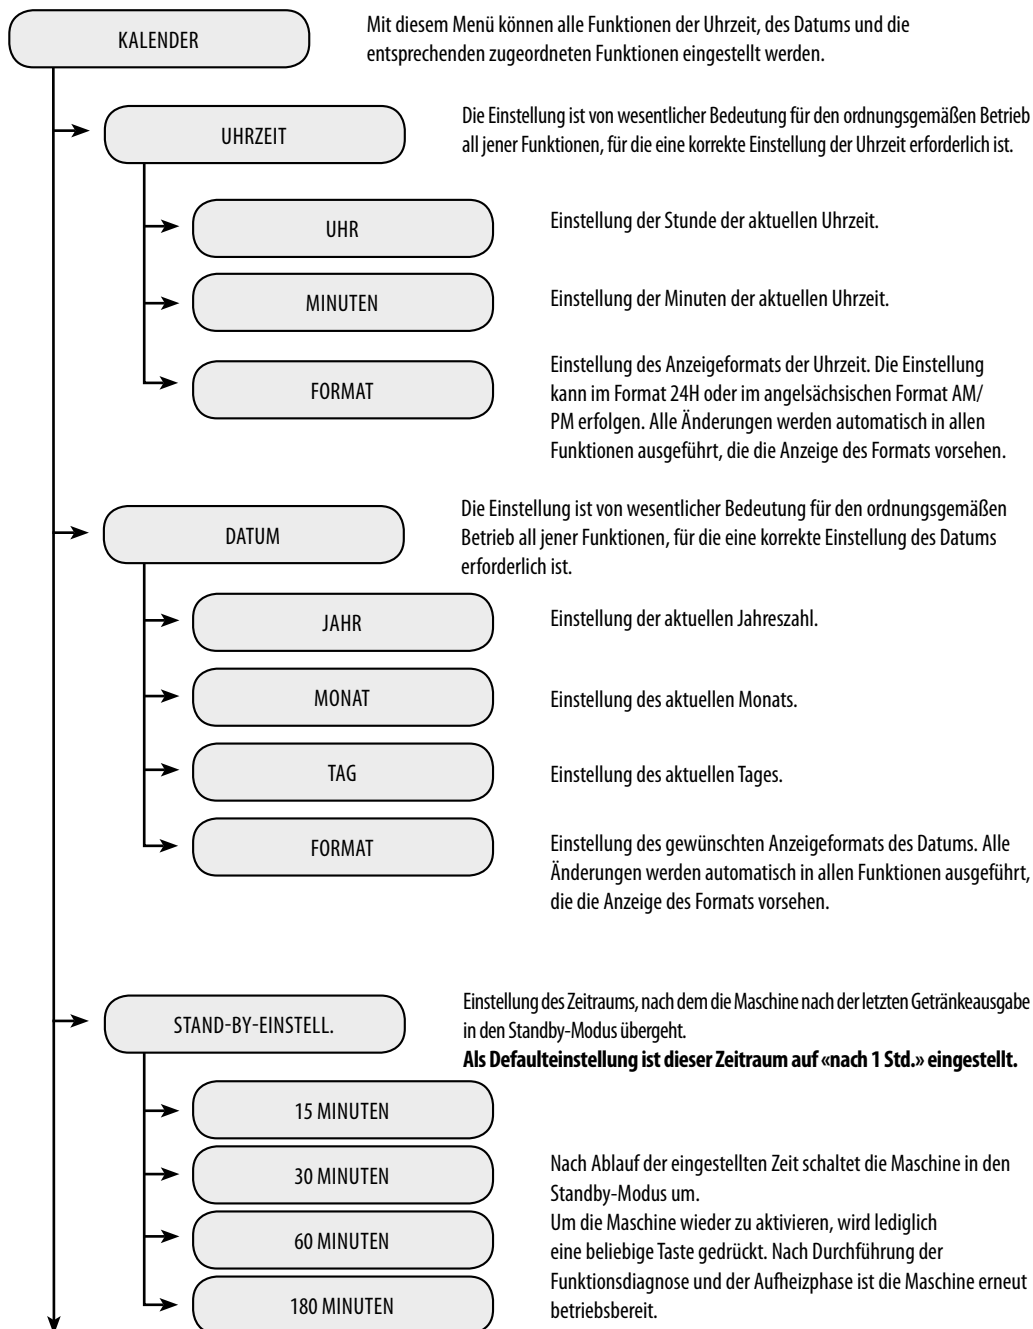 KALENDER
Mit diesem Menü können alle Funktionen der Uhrzeit, des Datums und die
entsprechenden zugeordneten Funktionen eingestellt werden.
UHRZEIT
Die Einstellung ist von wesentlicher Bedeutung für den ordnungsgemäßen Betrieb
all jener Funktionen, für die eine korrekte Einstellung der Uhrzeit erforderlich ist.
UHR
Einstellung der Stunde der aktuellen Uhrzeit.
MINUTEN
Einstellung der Minuten der aktuellen Uhrzeit.
FORMAT
Einstellung des Anzeigeformats der Uhrzeit. Die Einstellung
kann im Format 24H oder im angelsächsischen Format AM/
PM erfolgen. Alle Änderungen werden automatisch in allen
Funktionen ausgeführt, die die Anzeige des Formats vorsehen.
DATUM
Die Einstellung ist von wesentlicher Bedeutung für den ordnungsgemäßen
Betrieb all jener Funktionen, für die eine korrekte Einstellung des Datums
erforderlich ist.
JAHR
Einstellung der aktuellen Jahreszahl.
MONAT
Einstellung des aktuellen Monats.
TAG
Einstellung des aktuellen Tages.
FORMAT
Einstellung des gewünschten Anzeigeformats des Datums. Alle
Änderungen werden automatisch in allen Funktionen ausgeführt,
die die Anzeige des Formats vorsehen.
STAND-BY-EINSTELL.
Einstellung des Zeitraums, nach dem die Maschine nach der letzten Getränkeausgabe
in den Standby-Modus übergeht.
Als Defaulteinstellung ist dieser Zeitraum auf «nach 1 Std.» eingestellt.
15 MINUTEN
30 MINUTEN
60 MINUTEN
180 MINUTEN
Nach Ablauf der eingestellten Zeit schaltet die Maschine in den
Standby-Modus um.
Um die Maschine wieder zu aktivieren, wird lediglich
eine beliebige Taste gedrückt. Nach Durchführung der
Funktionsdiagnose und der Aufheizphase ist die Maschine erneut
betriebsbereit.